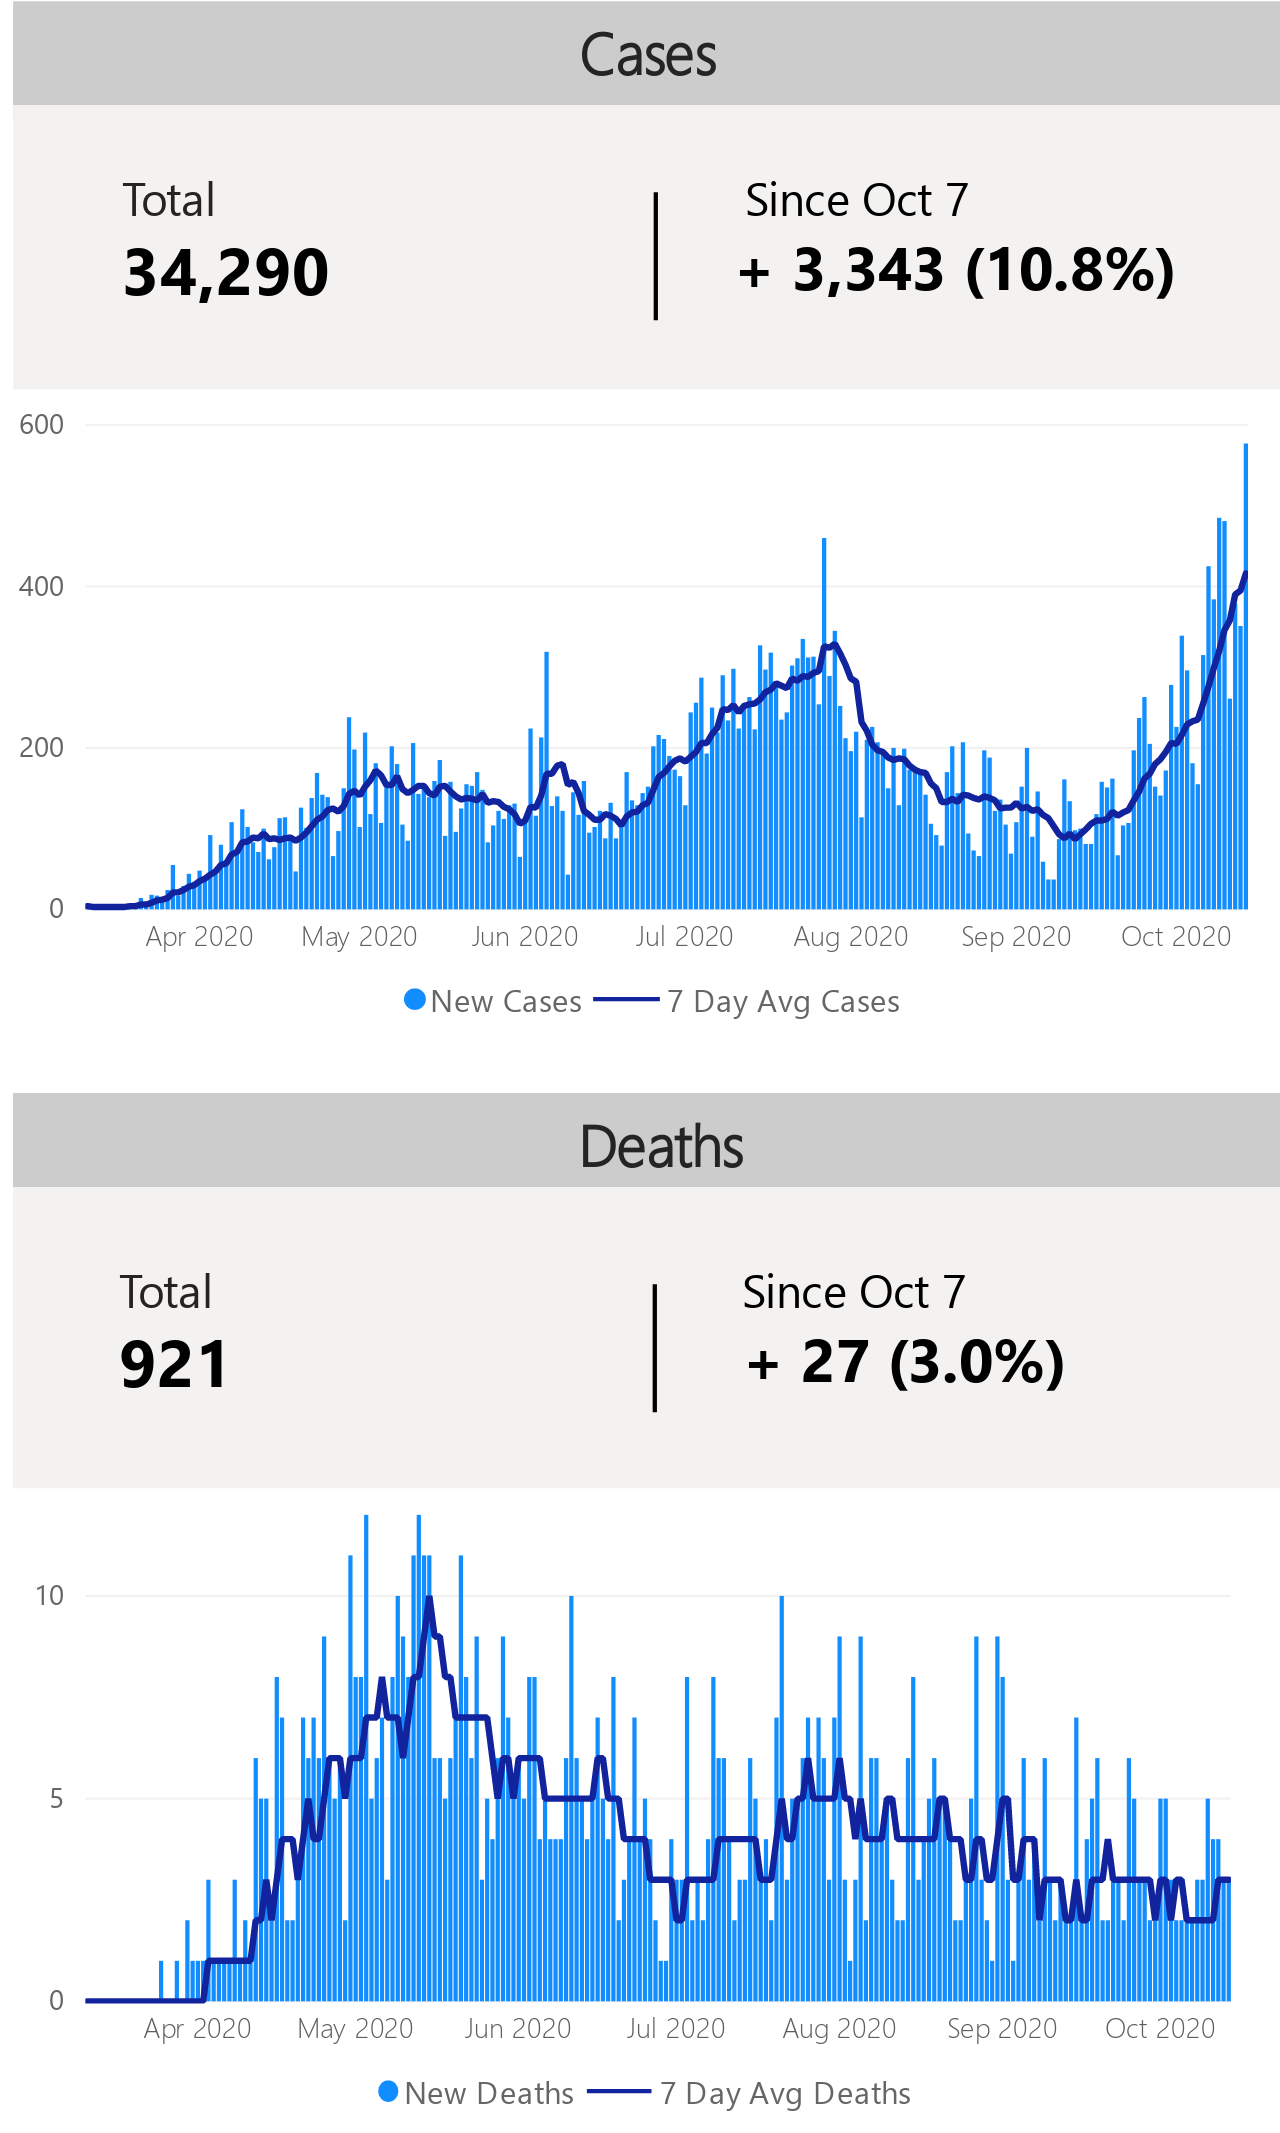 Cases
Total
34,290
Since Oct 7
+ 3,343 (10.8%)
600
400
200
0
Apr 2020 May 2020 Jun 2020 Jul 2020 Aug 2020 Sep 2020 Oct 2020
New Cases 7 Day Avg Cases
Deaths
Total
921
Since Oct 7
+ 27 (3.0%)
10
5
0
Apr 2020 May 2020 Jun 2020 Jul 2020 Aug 2020 Sep 2020 Oct 2020
New Deaths 7 Day Avg Deaths